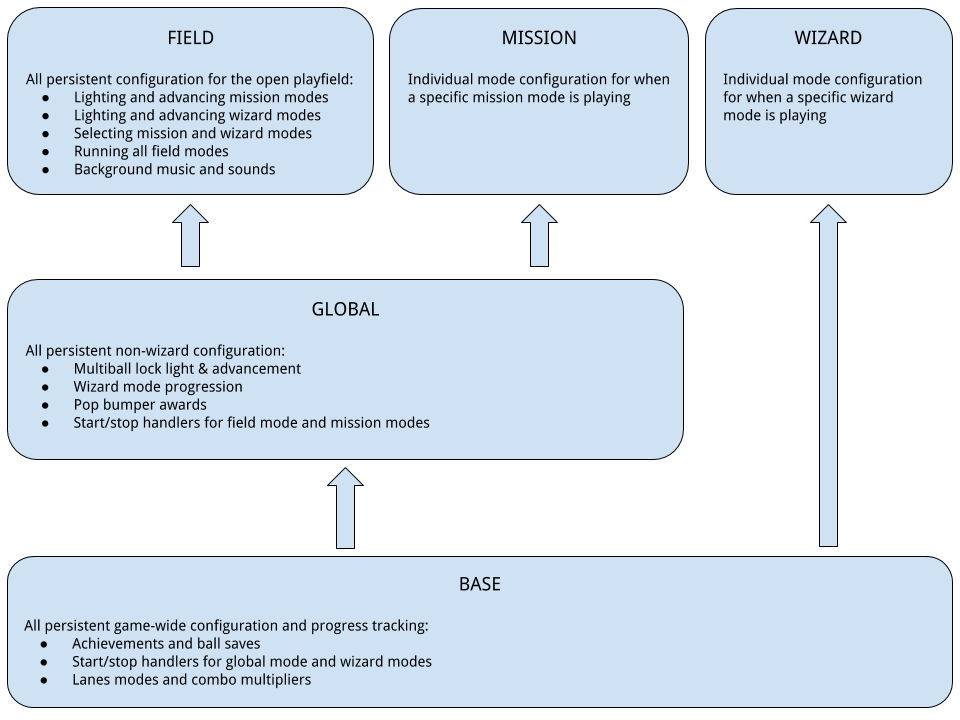 FIELD
All persistent configuration for the open playfield:
● Lighting and advancing mission modes
● Lighting and advancing wizard modes
● Selecting mission and wizard modes
● Running all field modes
● Background music and sounds
MISSION
Individual mode configuration for when
a specific mission mode is playing
WIZARD
Individual mode configuration
for when a specific wizard
mode is playing
GLOBAL
All persistent non-wizard configuration:
● Multiball lock light & advancement
● Wizard mode progression
● Pop bumper awards
● Start/stop handlers for field mode and mission modes
BASE
All persistent game-wide configuration and progress tracking:
● Achievements and ball saves
● Start/stop handlers for global mode and wizard modes
● Lanes modes and combo multipliers